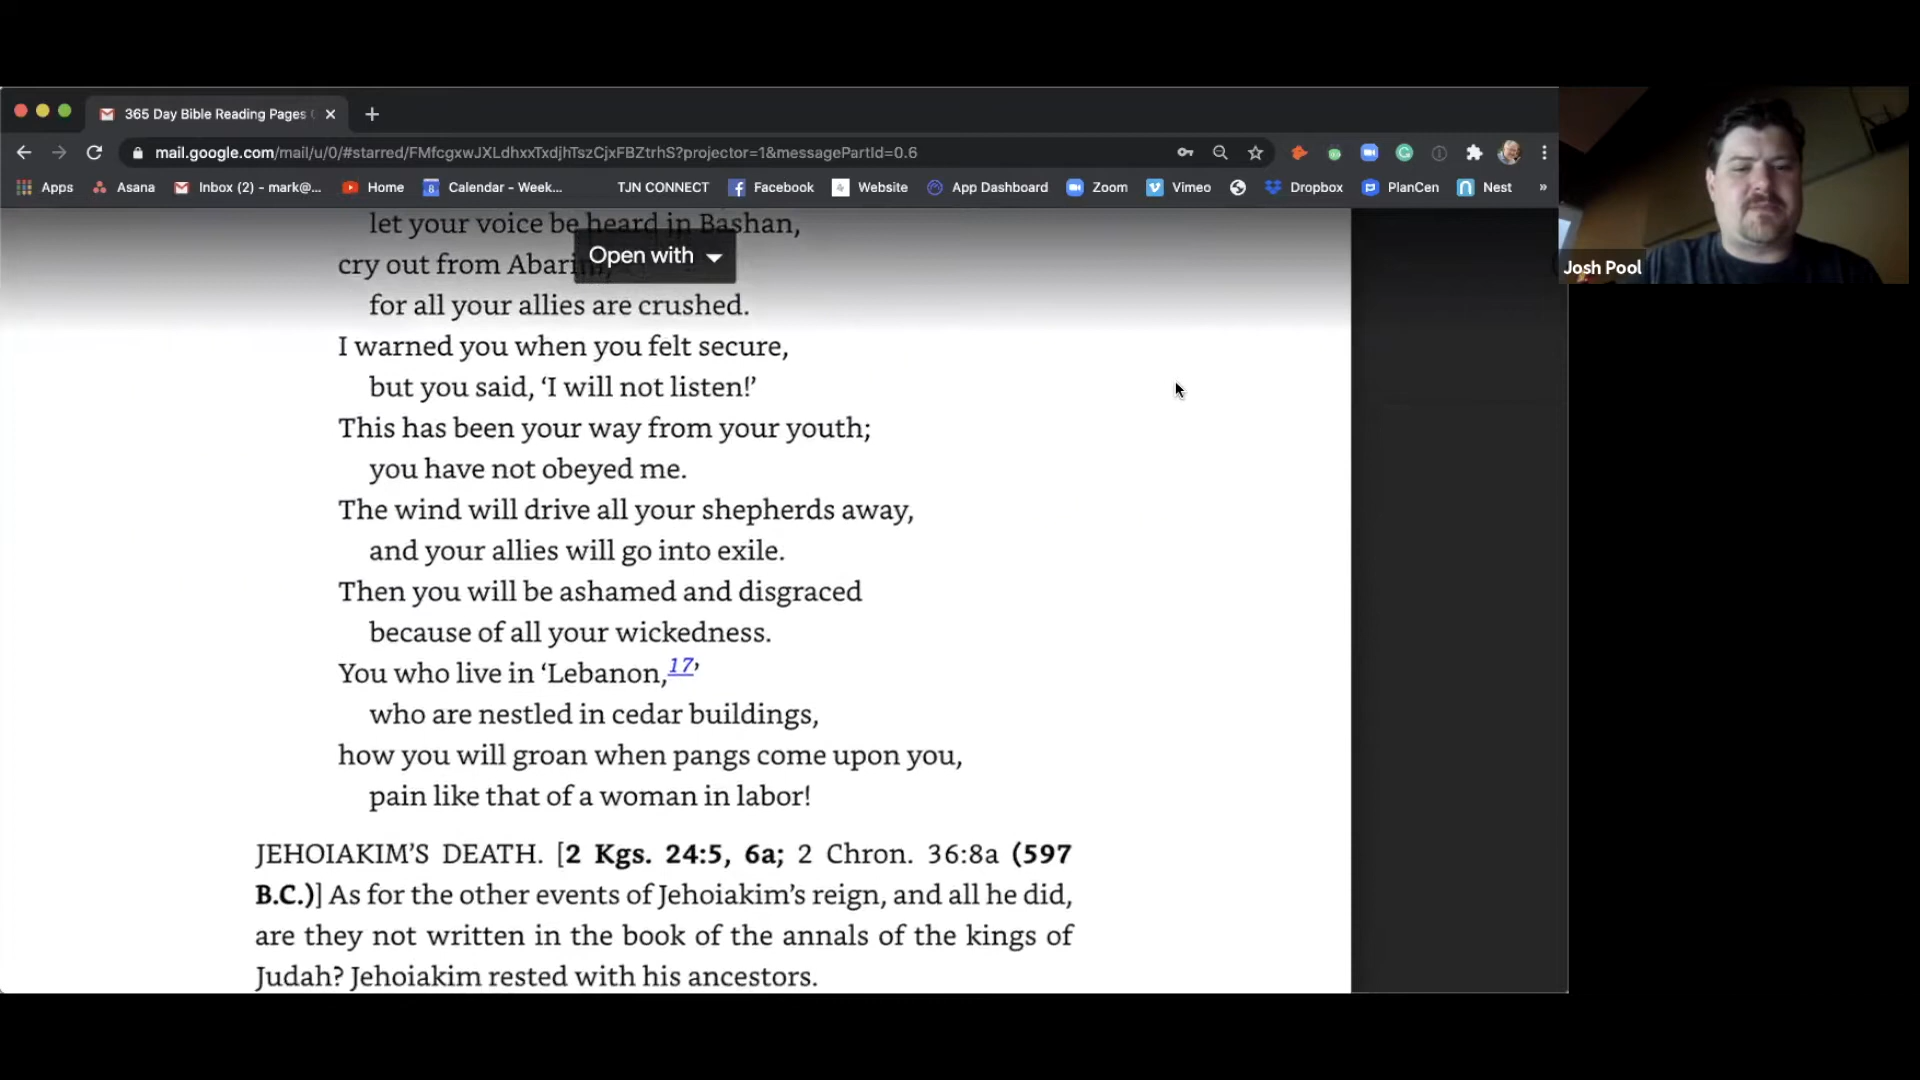 365 Day Bible Reading Pages
mail.google.com/mail/u/0/#starred/FMfcgxwJXLdhxxTxdjhTszCjxFBZtrhS?projector=1&messagePartId=0.6
Apps Asana Inbox (2) - mark@... Home Calendar - Week... TJN CONNECT Facebook Website App Dashboard Zoom Vimeo Dropbox PlanCen Nest »
let your voice be heard in Bashan,
Open with
cry out from Abarim,
for all your allies are crushed.
I warned you when you felt secure,
but you said, ‘I will not listen!’
This has been your way from your youth;
you have not obeyed me.
The wind will drive all your shepherds away,
and your allies will go into exile.
Then you will be ashamed and disgraced
because of all your wickedness.
You who live in ‘Lebanon,17’
who are nestled in cedar buildings,
how you will groan when pangs come upon you,
pain like that of a woman in labor!
JEHOIAKIM’S DEATH. [2 Kgs. 24:5, 6a; 2 Chron. 36:8a (597
B.C.)] As for the other events of Jehoiakim’s reign, and all he did,
are they not written in the book of the annals of the kings of
Judah? Jehoiakim rested with his ancestors.
Josh Pool